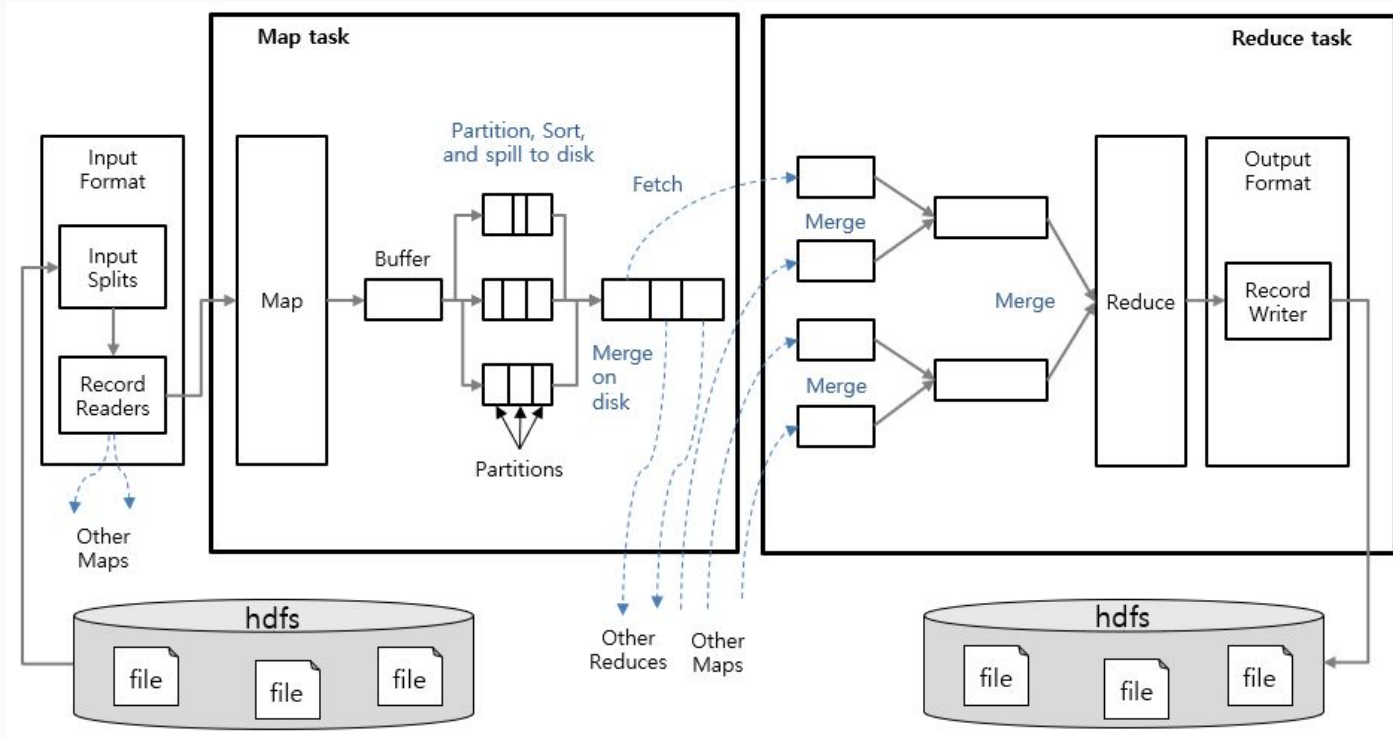 Map task
Reduce task
Input
Format
Input
Splits
Record
Readers
Other
Maps
Map
Buffer
Partition, Sort,
and spill to disk
Partitions
Merge
on
disk
Fetch
Other
Reduces
Other
Maps
Merge
Merge
Merge
Reduce
Output
Format
Record
Writer
hdfs
file
file
file
hdfs
file
file
file